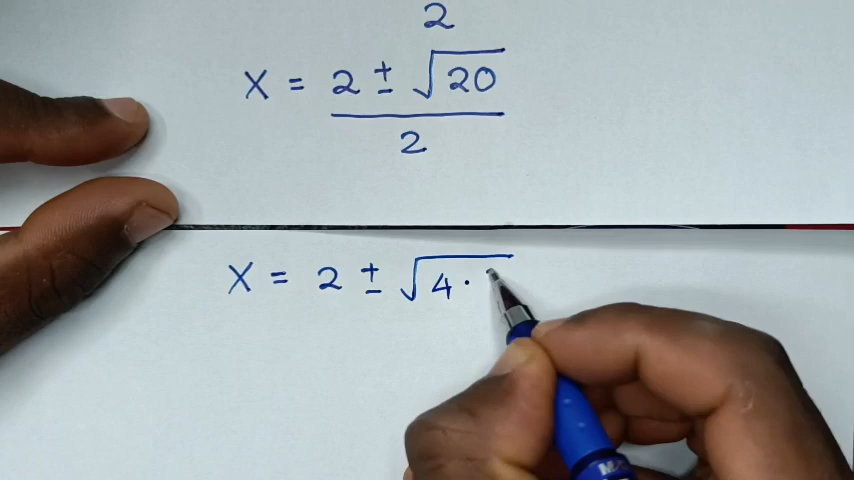 2
X = 2 ± √20
2
X = 2 ± √4 ·